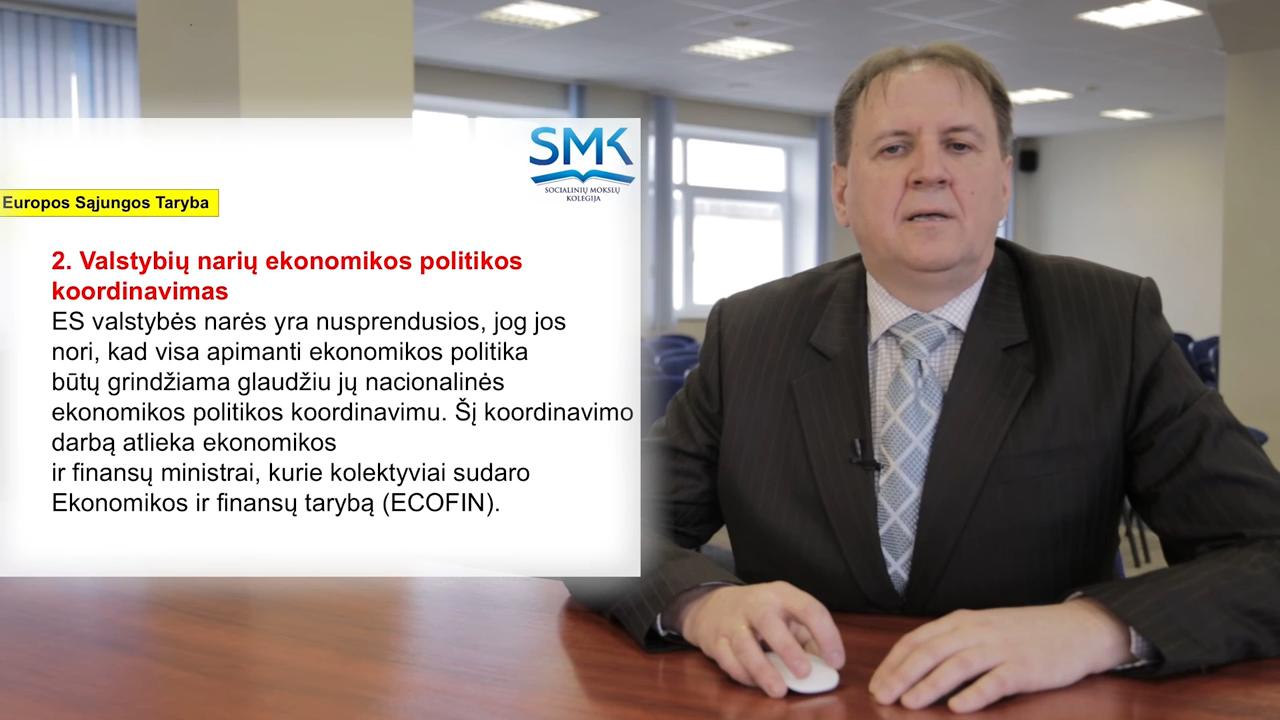 SMK
SOCIALINIŲ MOKSLŲ
KOLEGIJA
Europos Sąjungos Taryba
2. Valstybių narių ekonomikos politikos
koordinavimas
ES valstybės narės yra nusprendusios, jog jos
nori, kad visa apimanti ekonomikos politika
būtų grindžiama glaudžiu jų nacionalinės
ekonomikos politikos koordinavimu. Šį koordinavimo
darbą atlieka ekonomikos
ir finansų ministrai, kurie kolektyviai sudaro
Ekonomikos ir finansų tarybą (ECOFIN).